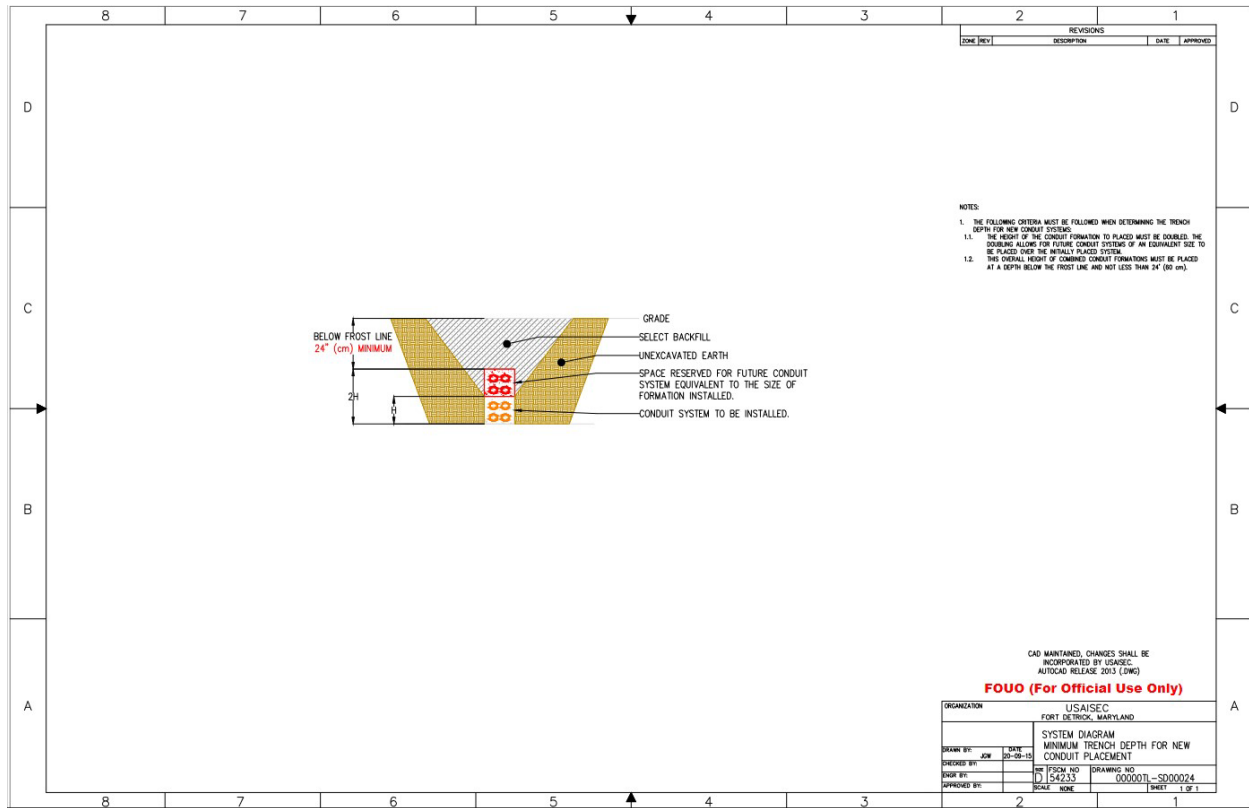 8 7 6 5 4 3 2 1
REVISIONS
ZONE REV DESCRIPTION DATE APPROVED
D D
NOTES:
1. THE FOLLOWING CRITERIA MUST BE FOLLOWED WHEN DETERMINING THE TRENCH
DEPTH FOR NEW CONDUIT SYSTEMS:
1.1. THE HEIGHT OF THE CONDUIT FORMATION TO PLACED MUST BE DOUBLED. THE
DOUBLING ALLOWS FOR FUTURE CONDUIT SYSTEMS OF AN EQUIVALENT SIZE TO
BE PLACED OVER THE INITIALLY PLACED SYSTEM.
1.2. THIS OVERALL HEIGHT OF COMBINED CONDUIT FORMATIONS MUST BE PLACED
AT A DEPTH BELOW THE FROST LINE AND NOT LESS THAN 24' (60 cm).
C C
GRADE
BELOW FROST LINE
24" (cm) MINIMUM
SELECT BACKFILL
UNEXCAVATED EARTH
SPACE RESERVED FOR FUTURE CONDUIT
SYSTEM EQUIVALENT TO THE SIZE OF
FORMATION INSTALLED.
2H
H
CONDUIT SYSTEM TO BE INSTALLED.
B B
CAD MAINTAINED, CHANGES SHALL BE
INCORPORATED BY USAISEC.
AUTOCAD RELEASE 2013 (.DWG)
FOUO (For Official Use Only)
A A
ORGANIZATION
USAISEC
FORT DETRICK, MARYLAND
SYSTEM DIAGRAM
MINIMUM TRENCH DEPTH FOR NEW
CONDUIT PLACEMENT
DRAWN BY: JGW
DATE 20-09-15
CHECKED BY:
ENGR BY:
APPROVED BY:
SIZE D
FSCM NO 54233
DRAWING NO 00000TL-SD00024
SCALE NONE
SHEET 1 OF 1
8 7 6 5 4 3 2 1